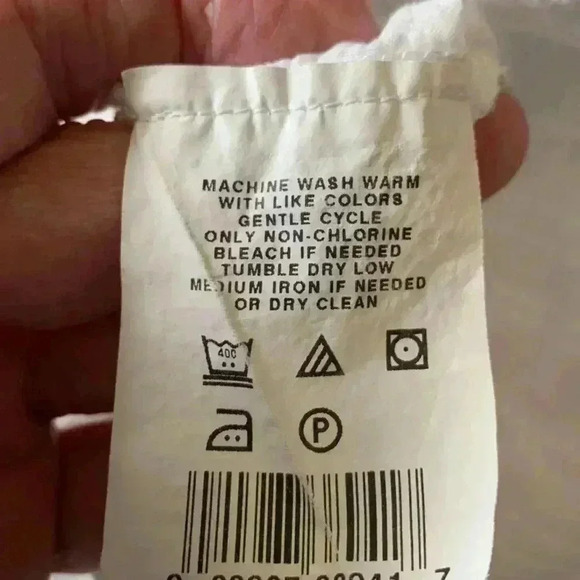 MACHINE WASH WARM
WITH LIKE COLORS
GENTLE CYCLE
ONLY NON-CHLORINE
BLEACH IF NEEDED
TUMBLE DRY LOW
MEDIUM IRON IF NEEDED
OR DRY CLEAN
40C
P